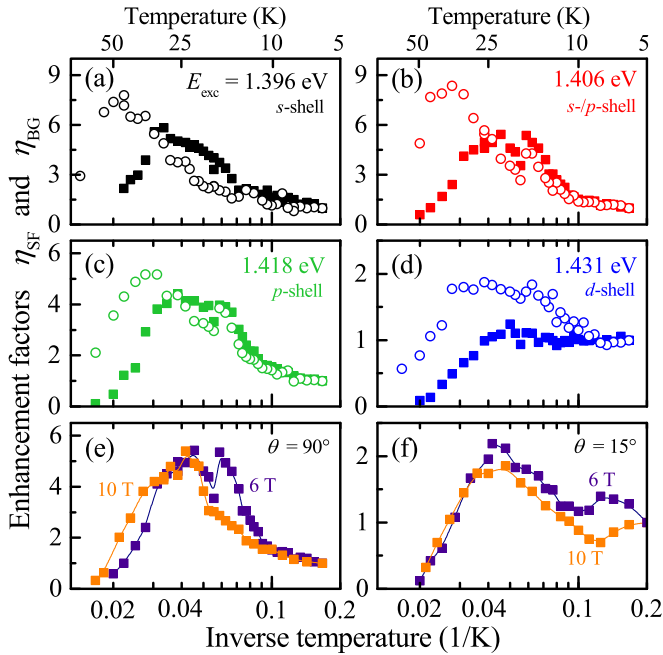 Temperature (K) Temperature (K)
50 25 10 5 50 25 10 5
(a) E_exc = 1.396 eV
s-shell
(b) 1.406 eV
s-/p-shell
9
6
3
1
9
6
3
1
(c) 1.418 eV
p-shell
(d) 1.431 eV
d-shell
6
4
2
0
2
1
0
(e) θ = 90°
10 T 6 T
(f) θ = 15°
6 T
10 T
6
4
2
0
2
1
0
0.02 0.04 0.1 0.2 0.02 0.04 0.1 0.2
Inverse temperature (1/K)
Enhancement factors η_SF and η_BG